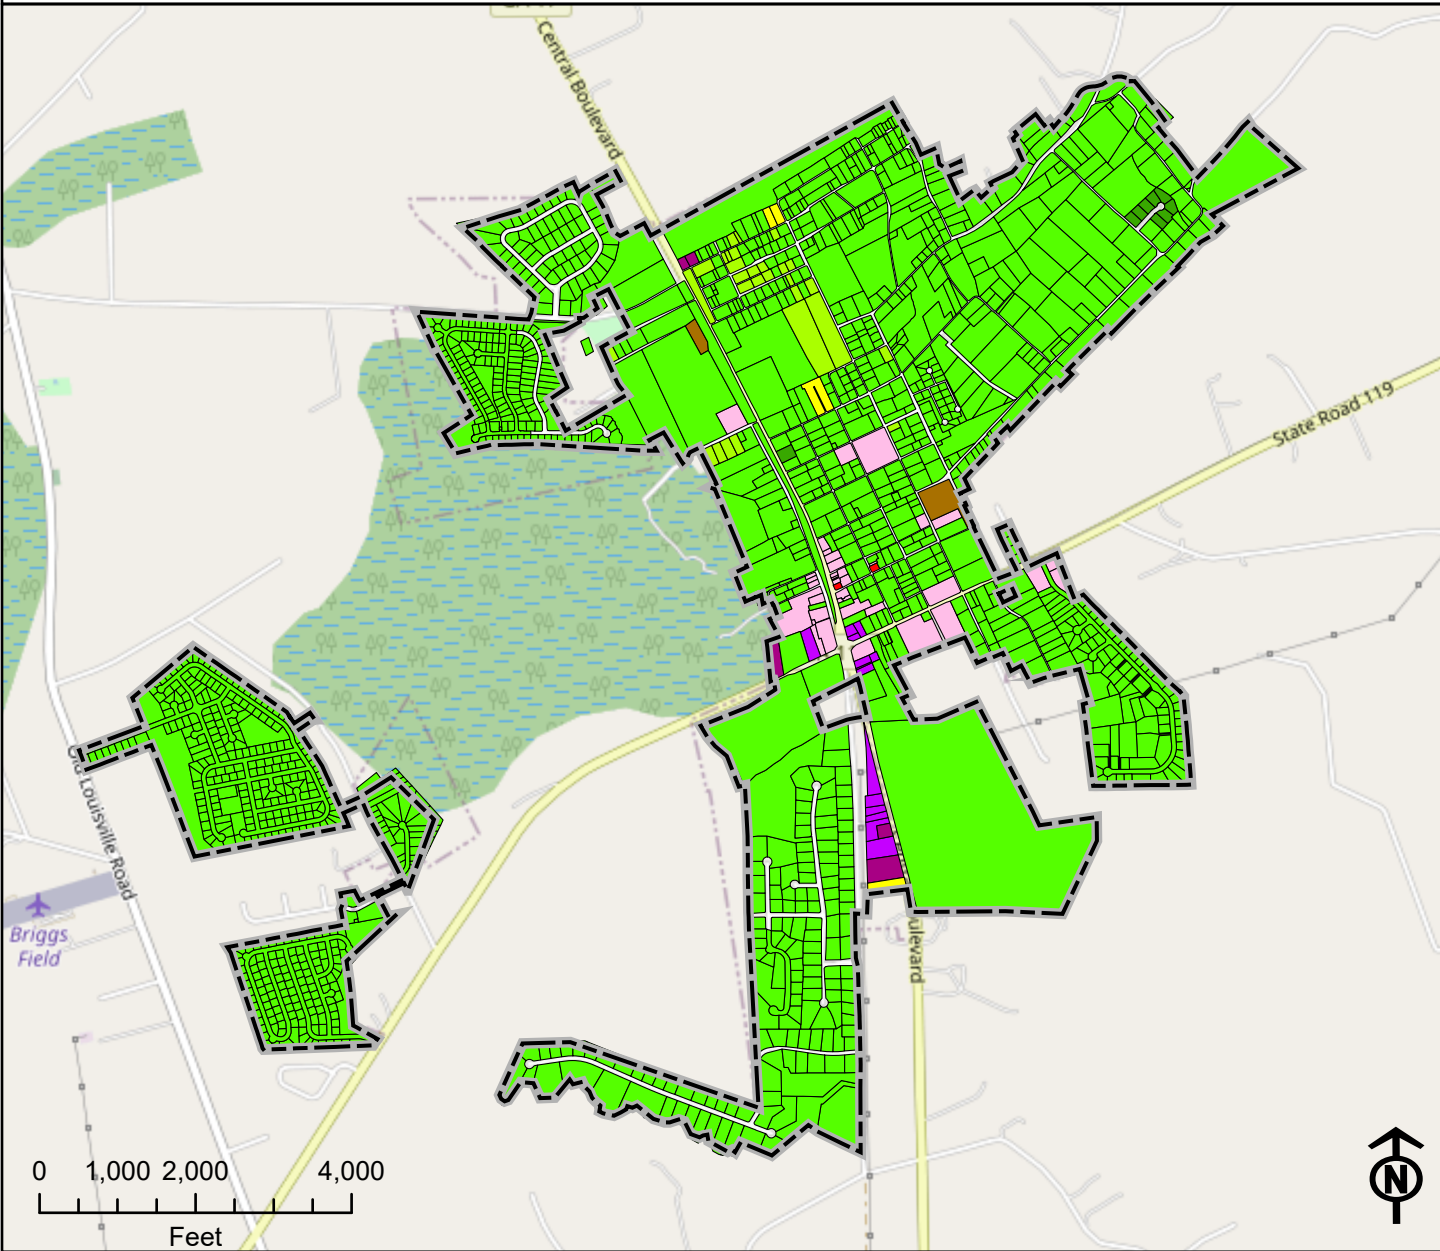 Central Boulevard
State Road 119
Old Louisville Road
Briggs
Field
ulevard
0 1,000 2,000 4,000
Feet
N